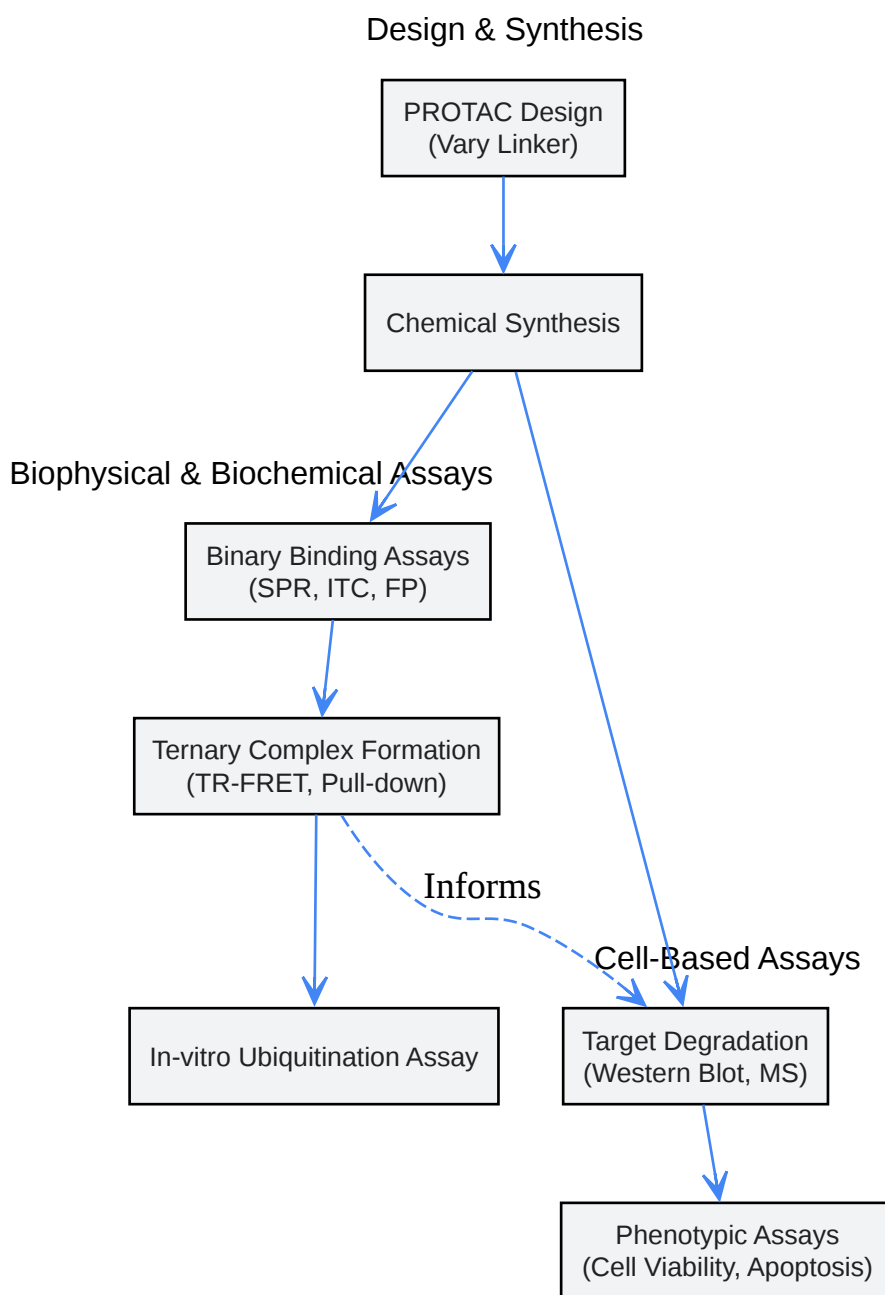 Design & Synthesis
PROTAC Design
(Vary Linker)
Chemical Synthesis
Biophysical & Biochemical Assays
Binary Binding Assays
(SPR, ITC, FP)
Ternary Complex Formation
(TR-FRET, Pull-down)
Informs
Cell-Based Assays
In-vitro Ubiquitination Assay
Target Degradation
(Western Blot, MS)
Phenotypic Assays
(Cell Viability, Apoptosis)